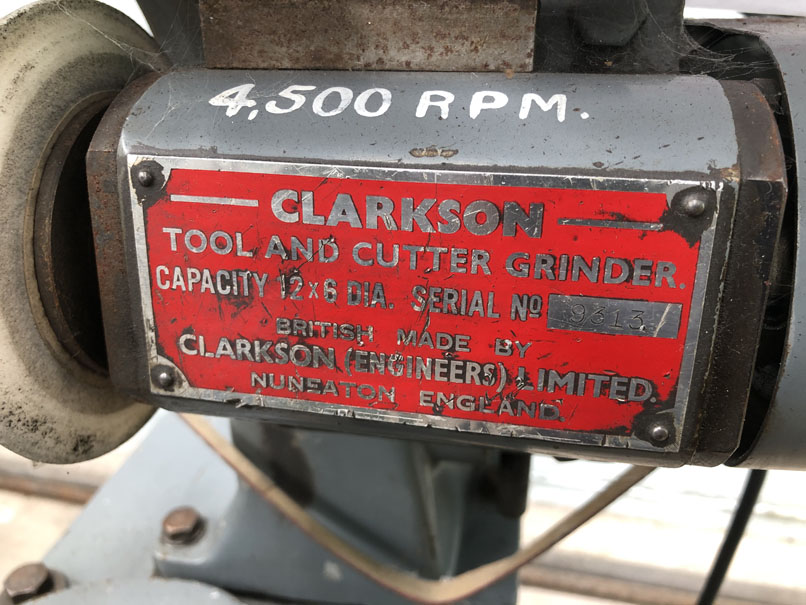 4,500 RPM.
CLARKSON
TOOL AND CUTTER GRINDER.
CAPACITY 12 x 6 DIA. SERIAL Nº 9613
BRITISH MADE BY
CLARKSON (ENGINEERS) LIMITED.
NUNEATON ENGLAND